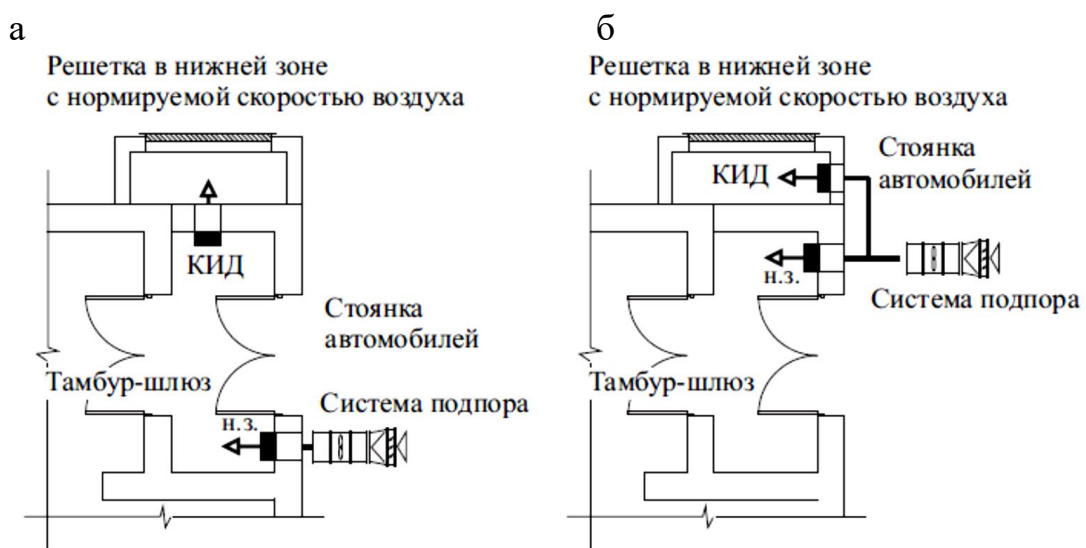 а
Решетка в нижней зоне
с нормируемой скоростью воздуха
КИД
Стоянка
автомобилей
Тамбур-шлюз
Система подпора
н.з.
б
Решетка в нижней зоне
с нормируемой скоростью воздуха
Стоянка
автомобилей
КИД
н.з.
Система подпора
Тамбур-шлюз